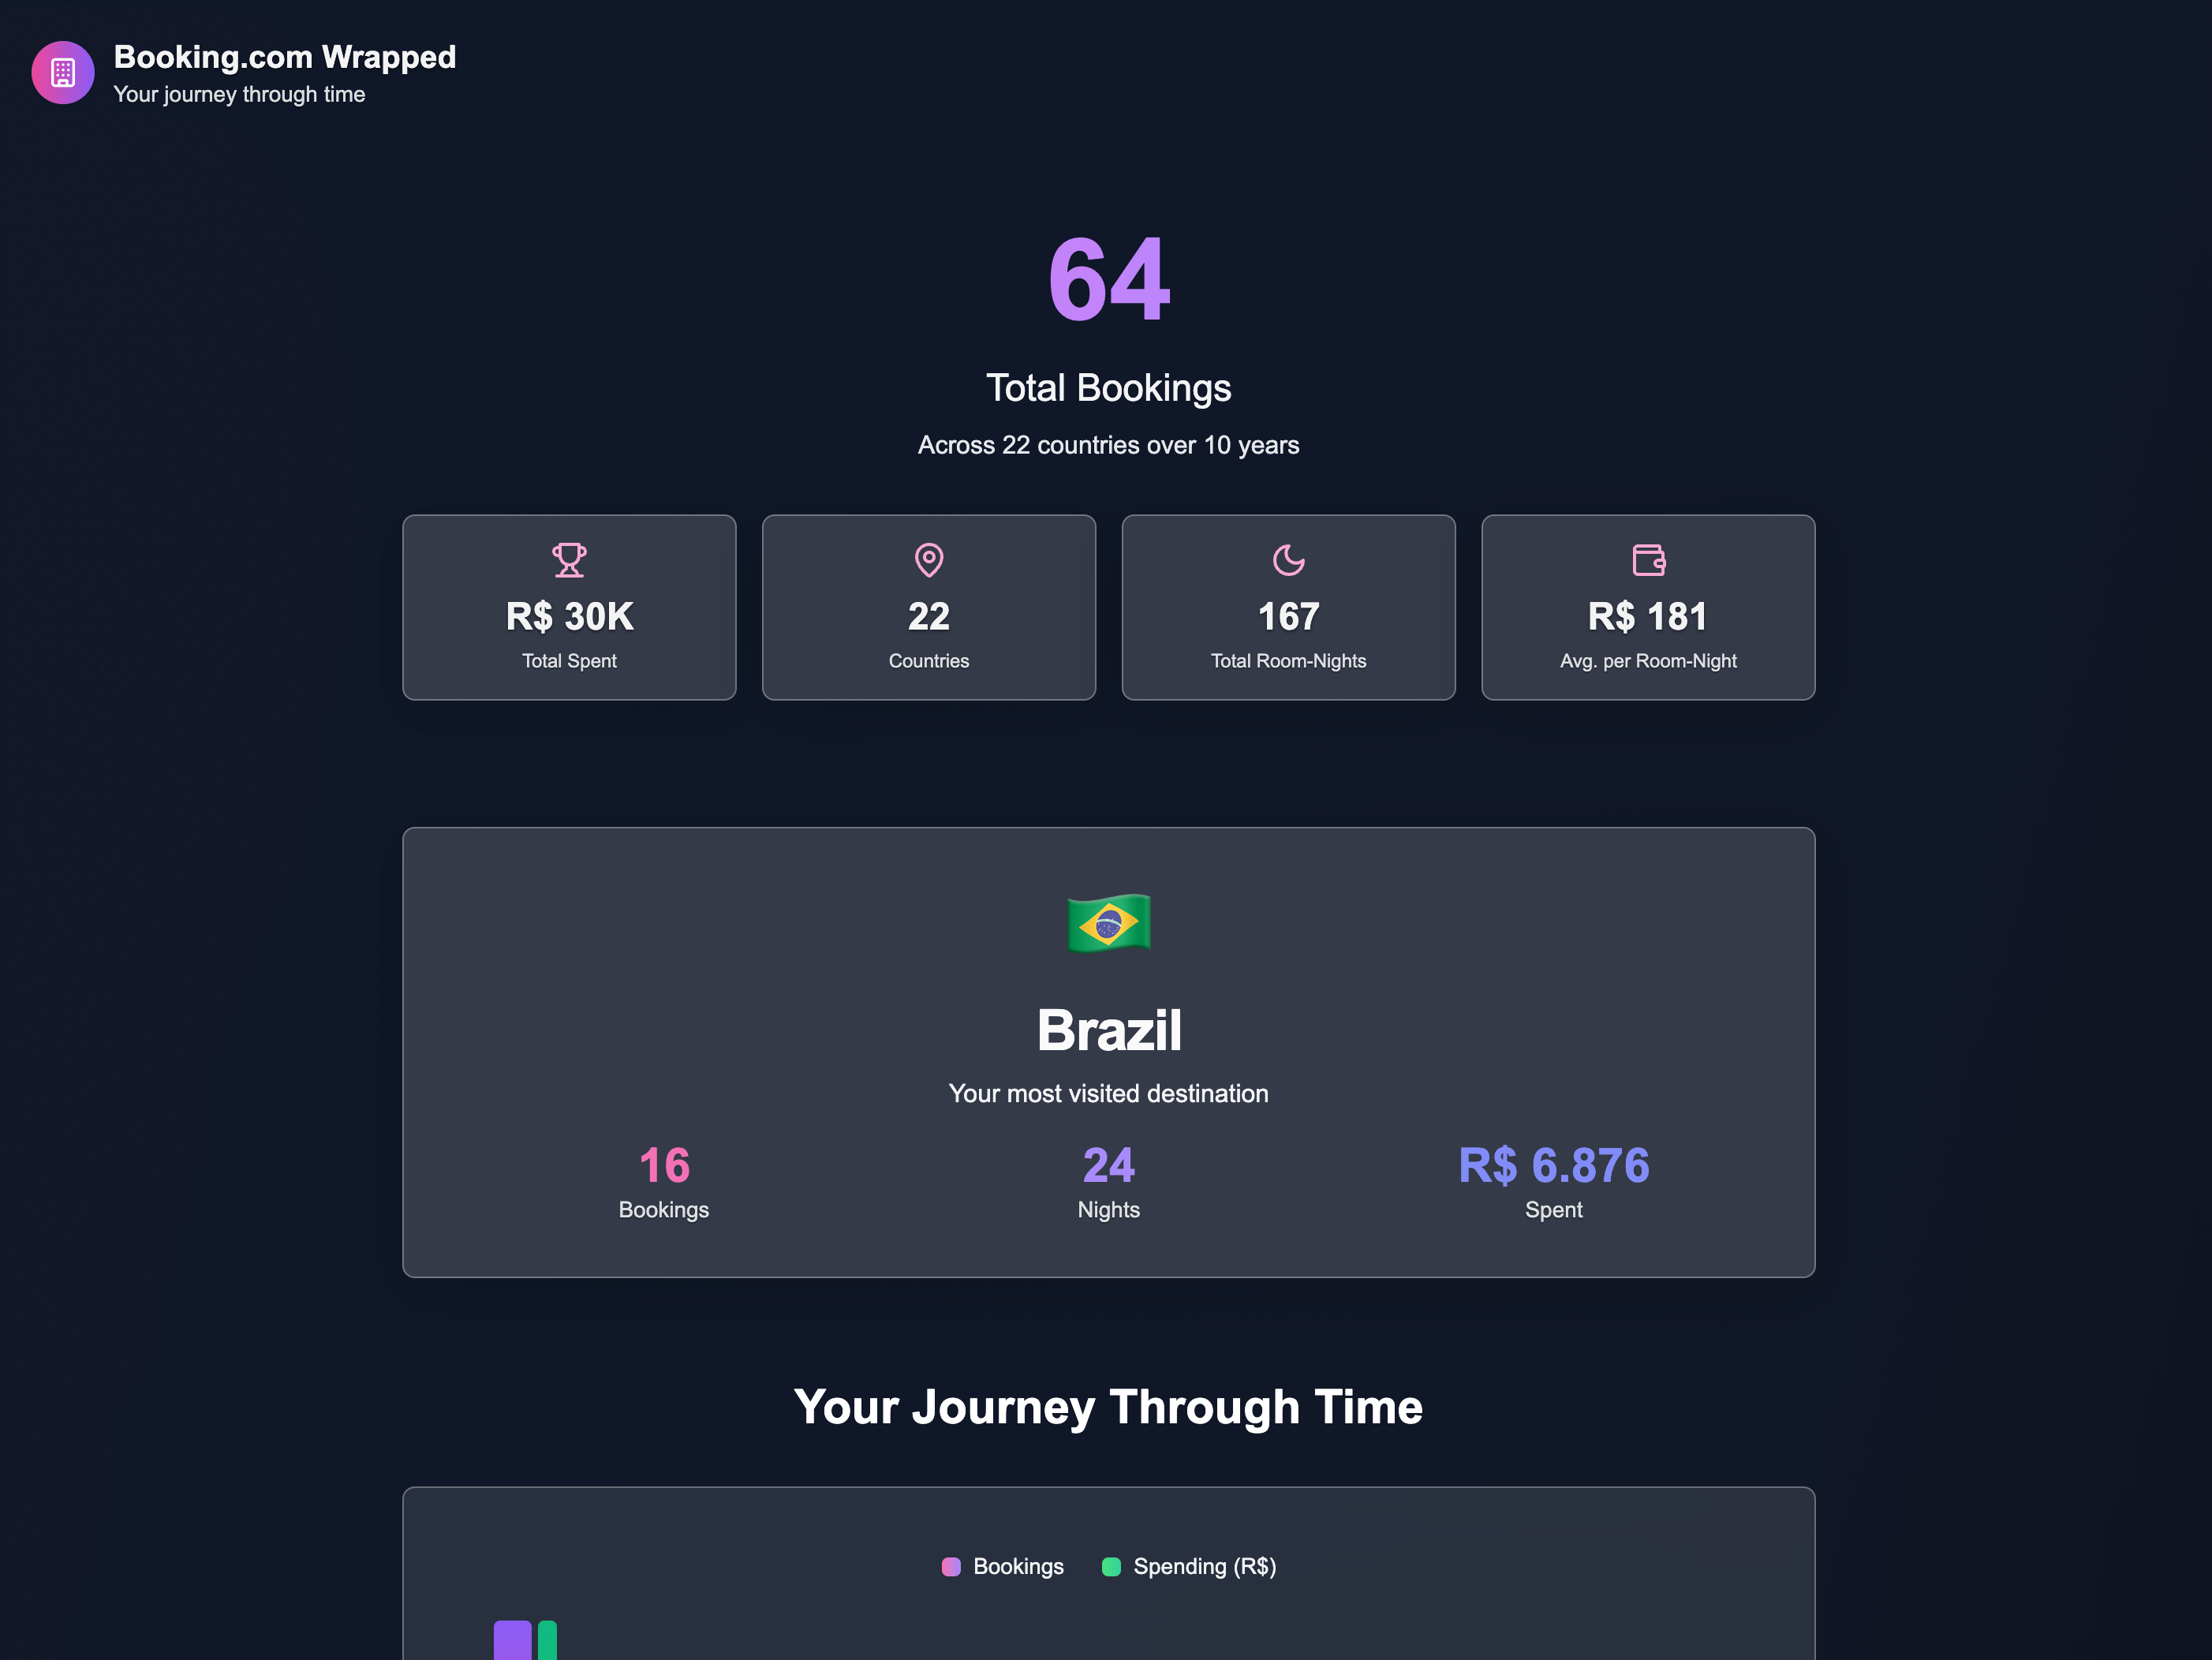 Booking.com Wrapped
Your journey through time
64
Total Bookings
Across 22 countries over 10 years
R$ 30K
Total Spent
22
Countries
167
Total Room-Nights
R$ 181
Avg. per Room-Night
Brazil
Your most visited destination
16
Bookings
24
Nights
R$ 6.876
Spent
Your Journey Through Time
Bookings
Spending (R$)